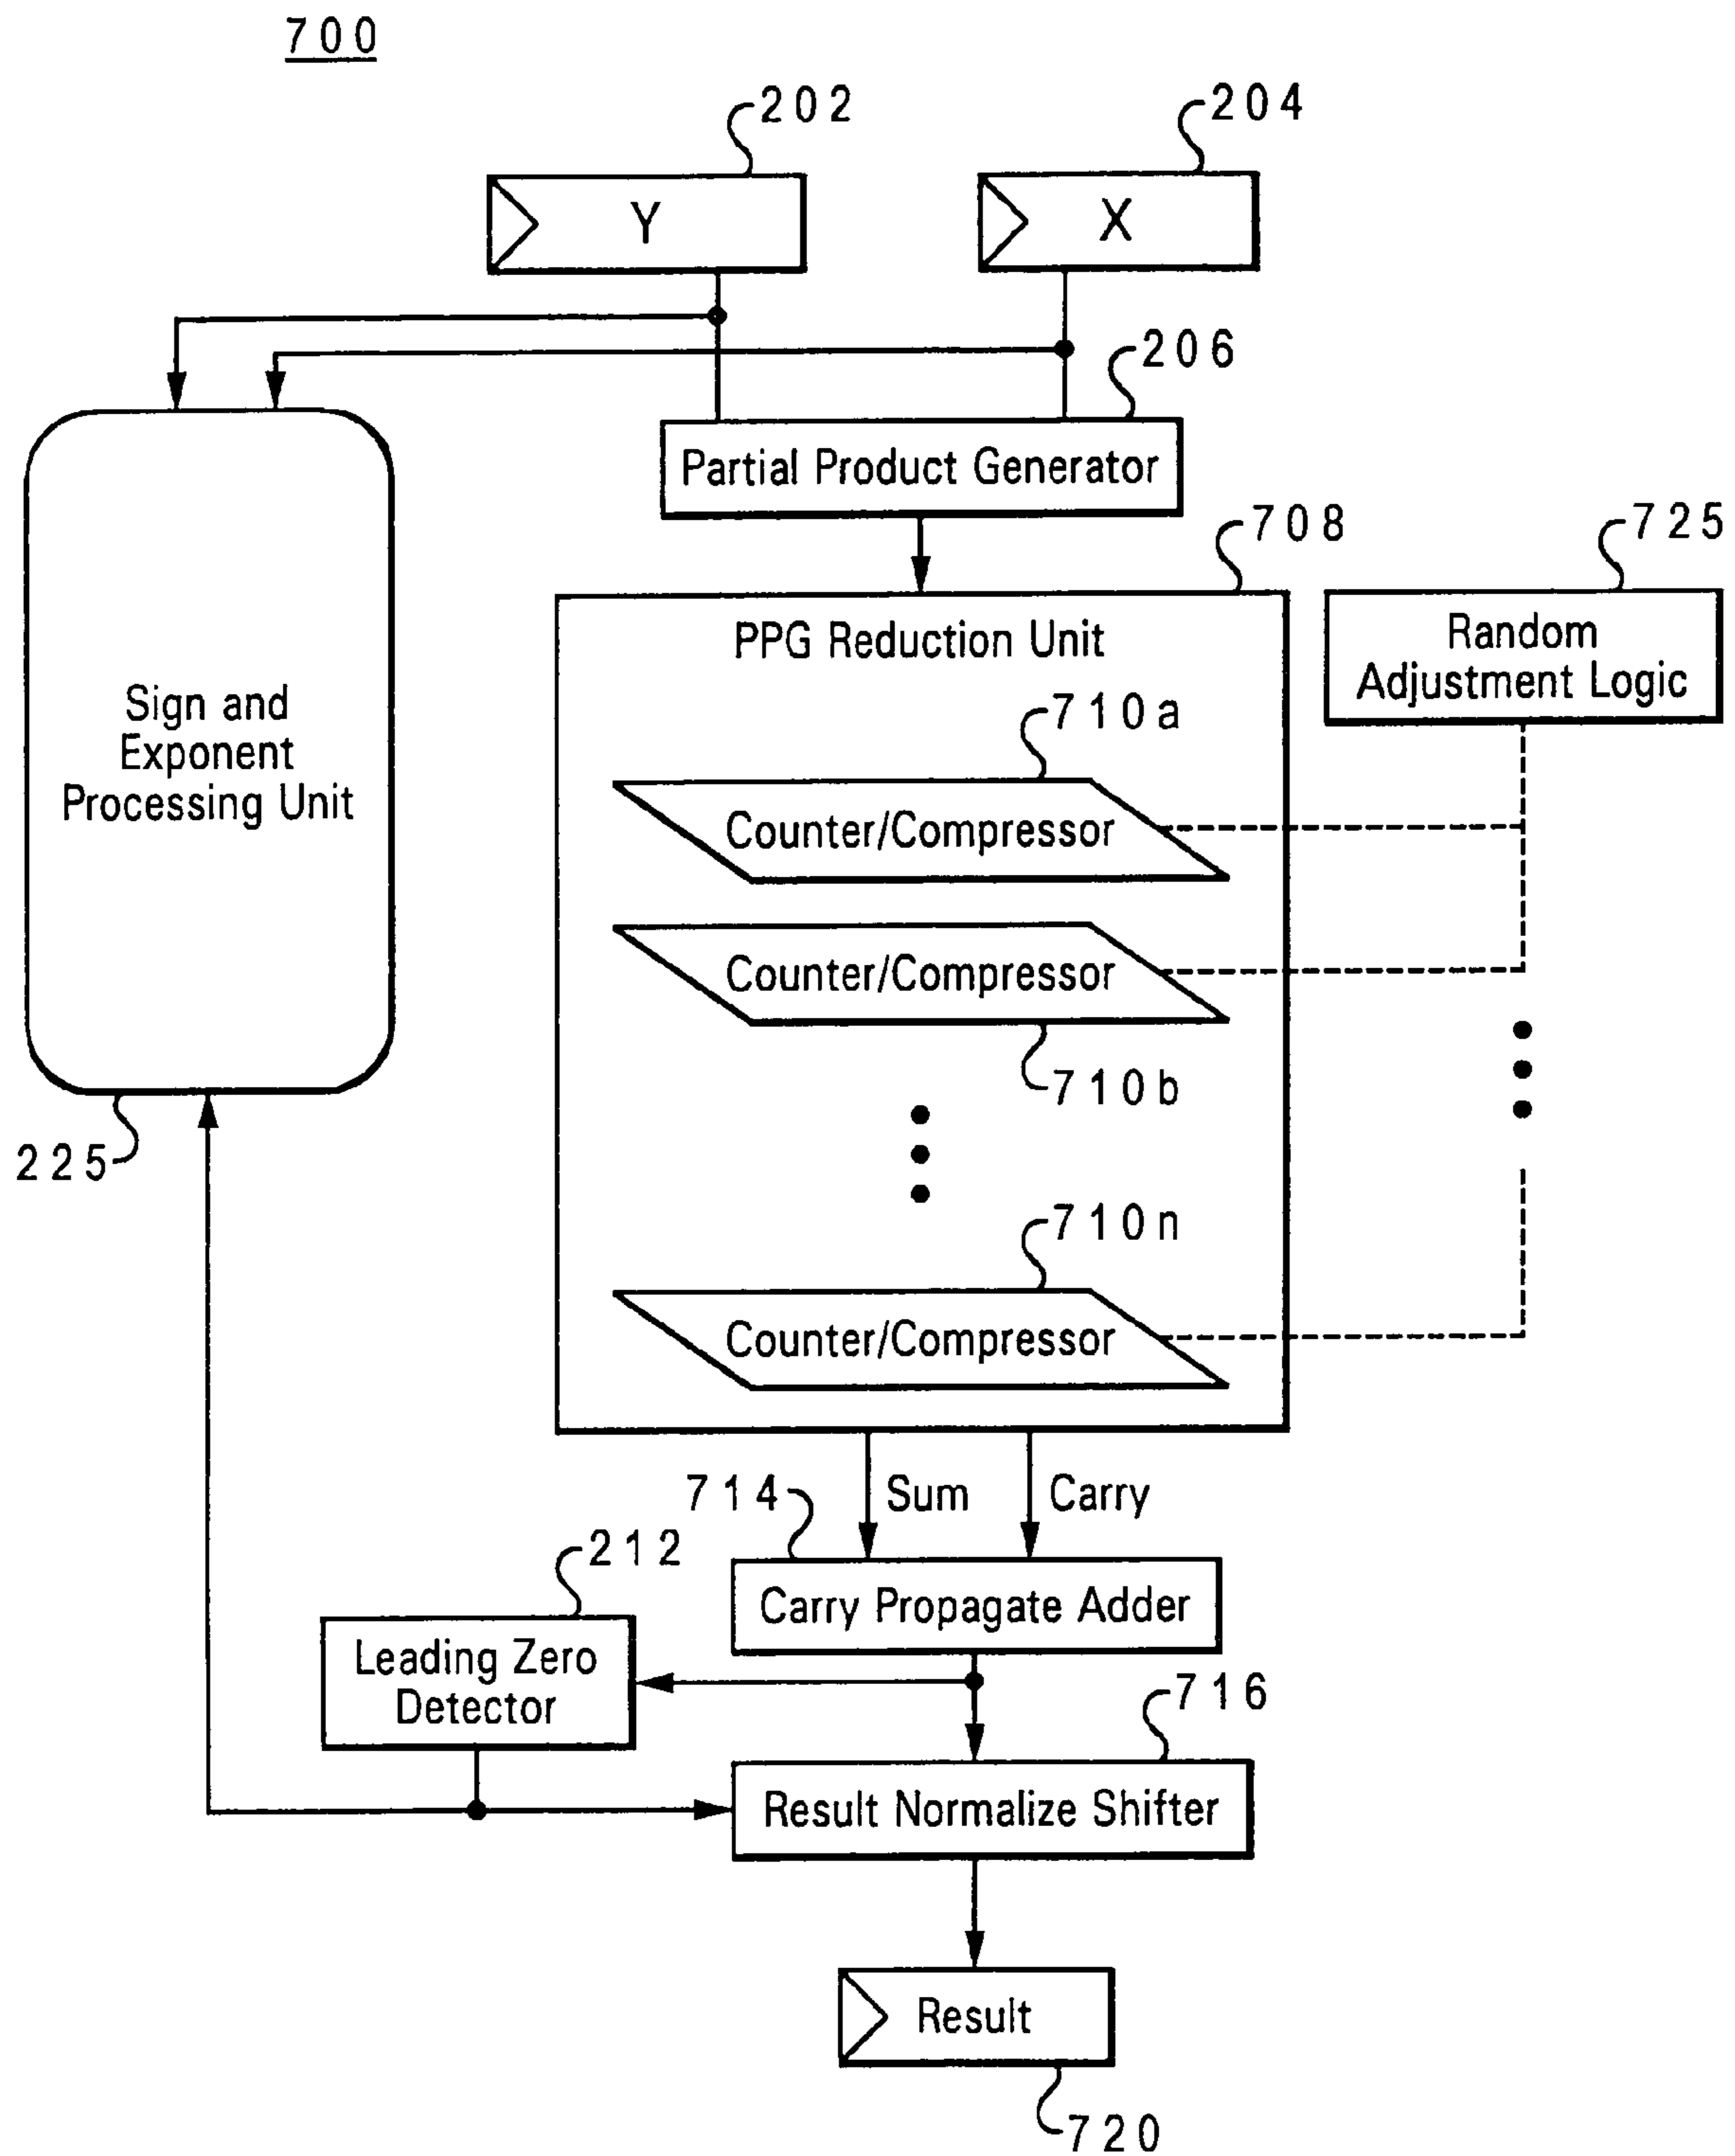 700
202
204
Y
X
206
Partial Product Generator
708
725
PPG Reduction Unit
Random
Adjustment Logic
710a
Sign and
Exponent
Processing Unit
Counter/Compressor
Counter/Compressor
710b
225
710n
Counter/Compressor
714
Sum
Carry
212
Carry Propagate Adder
Leading Zero
Detector
716
Result Normalize Shifter
Result
720